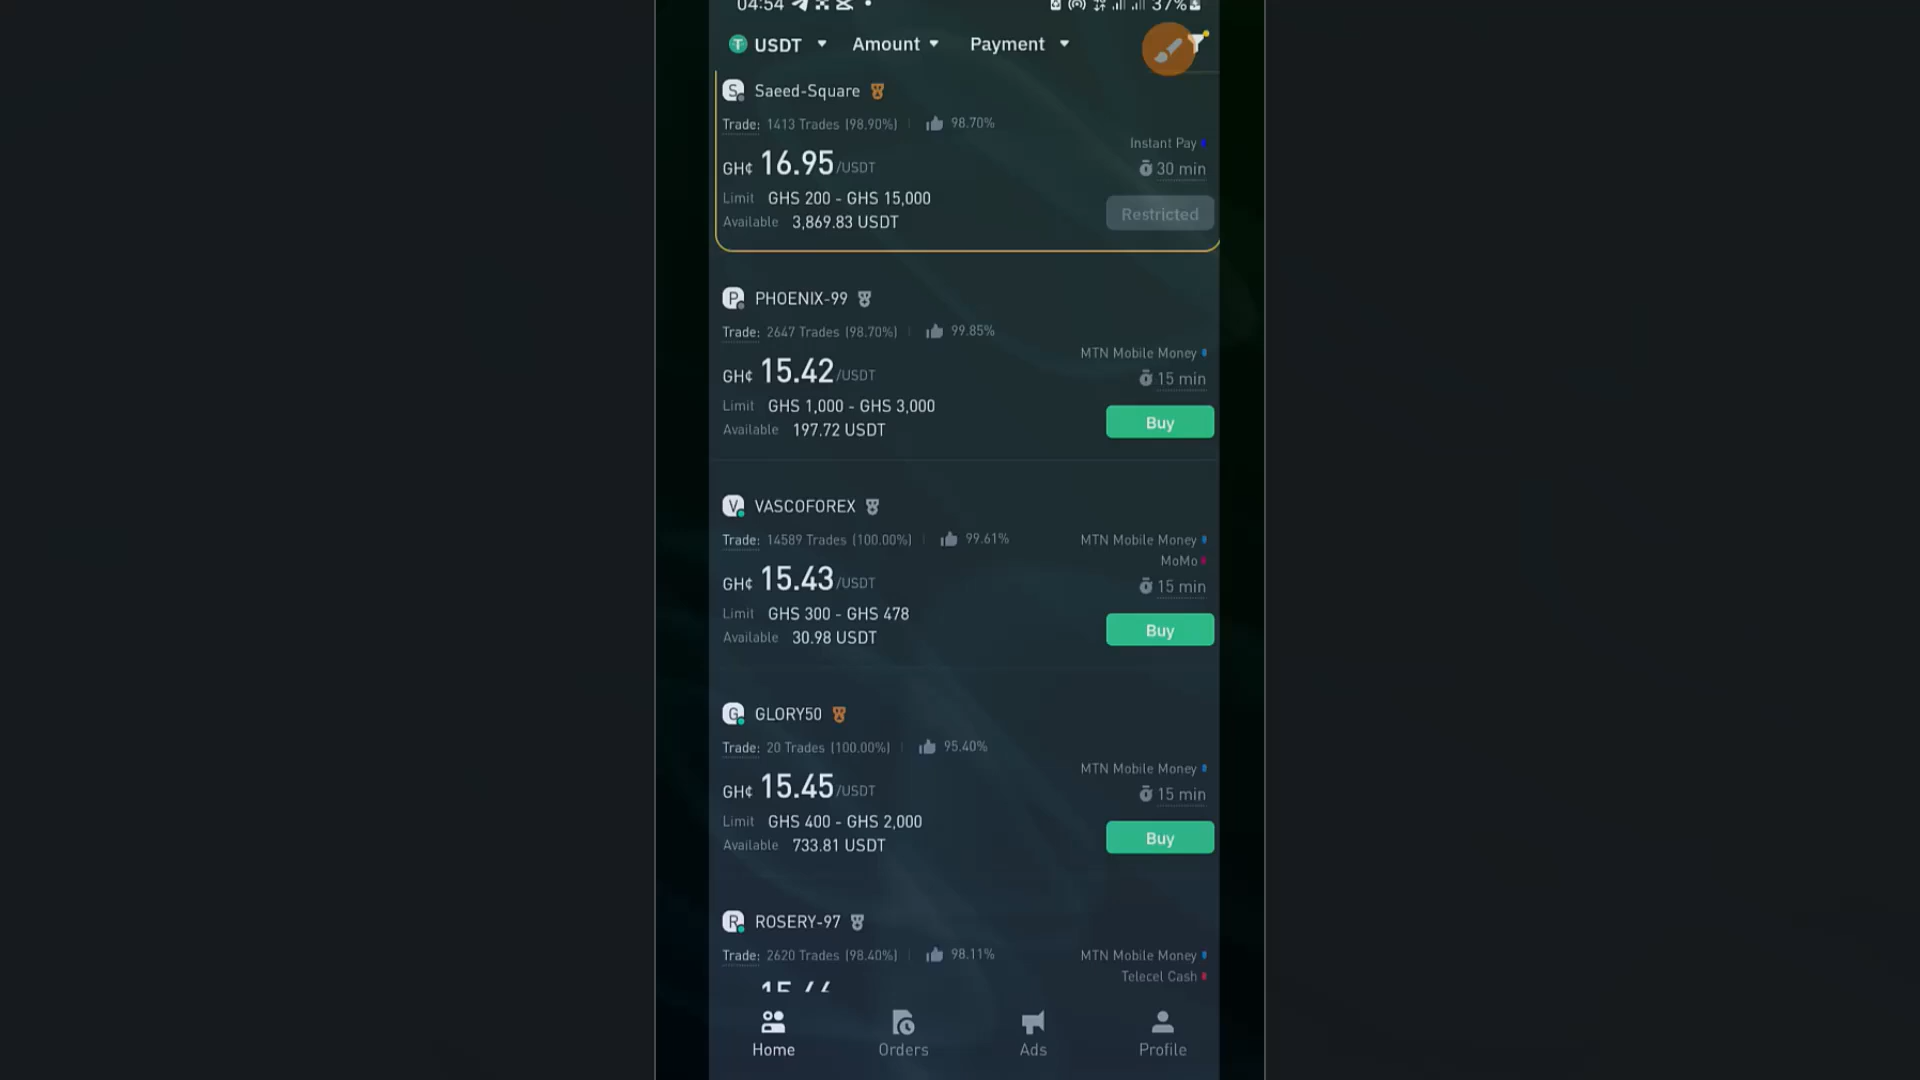 04:54
37%
USDT Amount Payment
S Saeed-Square
Trade: 1413 Trades (98.90%) | 98.70%
Instant Pay
GH¢ 16.95 /USDT
30 min
Limit GHS 200 - GHS 15,000
Available 3,869.83 USDT
Restricted
P PHOENIX-99
Trade: 2647 Trades (98.70%) | 99.85%
MTN Mobile Money
GH¢ 15.42 /USDT
15 min
Limit GHS 1,000 - GHS 3,000
Available 197.72 USDT
Buy
V VASCOFOREX
Trade: 14589 Trades (100.00%) | 99.61%
MTN Mobile Money
MoMo
GH¢ 15.43 /USDT
15 min
Limit GHS 300 - GHS 478
Available 30.98 USDT
Buy
G GLORY50
Trade: 20 Trades (100.00%) | 95.40%
MTN Mobile Money
GH¢ 15.45 /USDT
15 min
Limit GHS 400 - GHS 2,000
Available 733.81 USDT
Buy
R ROSERY-97
Trade: 2620 Trades (98.40%) | 98.11%
MTN Mobile Money
Telecel Cash
Home Orders Ads Profile